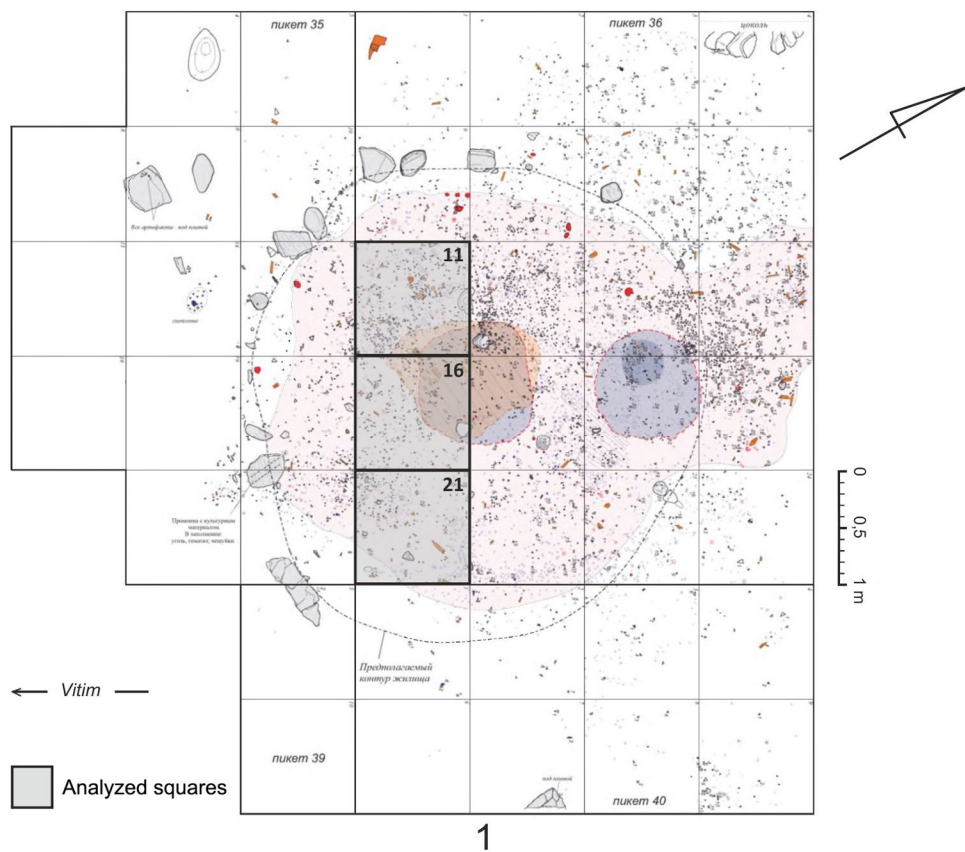 пикет 35
пикет 36
цоколь
Все артефакты под плитой
11
скопление
16
21
Промоина с культурным
материалом
В заполнении
уголь, гематит, чешуйки
0
0,5
1 m
Предполагаемый
контур жилища
Vitim
Analyzed squares
пикет 39
под плитой
пикет 40
1